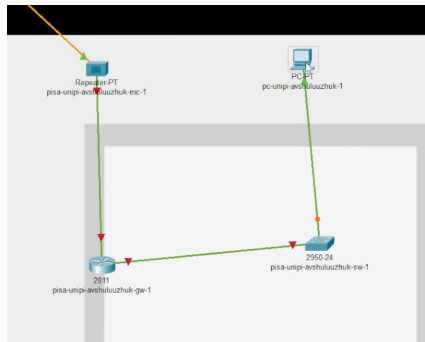 Repeater-PT
pisa-unipi-avshuluuzhuk-mc-1
PC-PT
pc-unipi-avshuluuzhuk-1
2811
pisa-unipi-avshuluuzhuk-gw-1
2950-24
pisa-unipi-avshuluuzhuk-sw-1